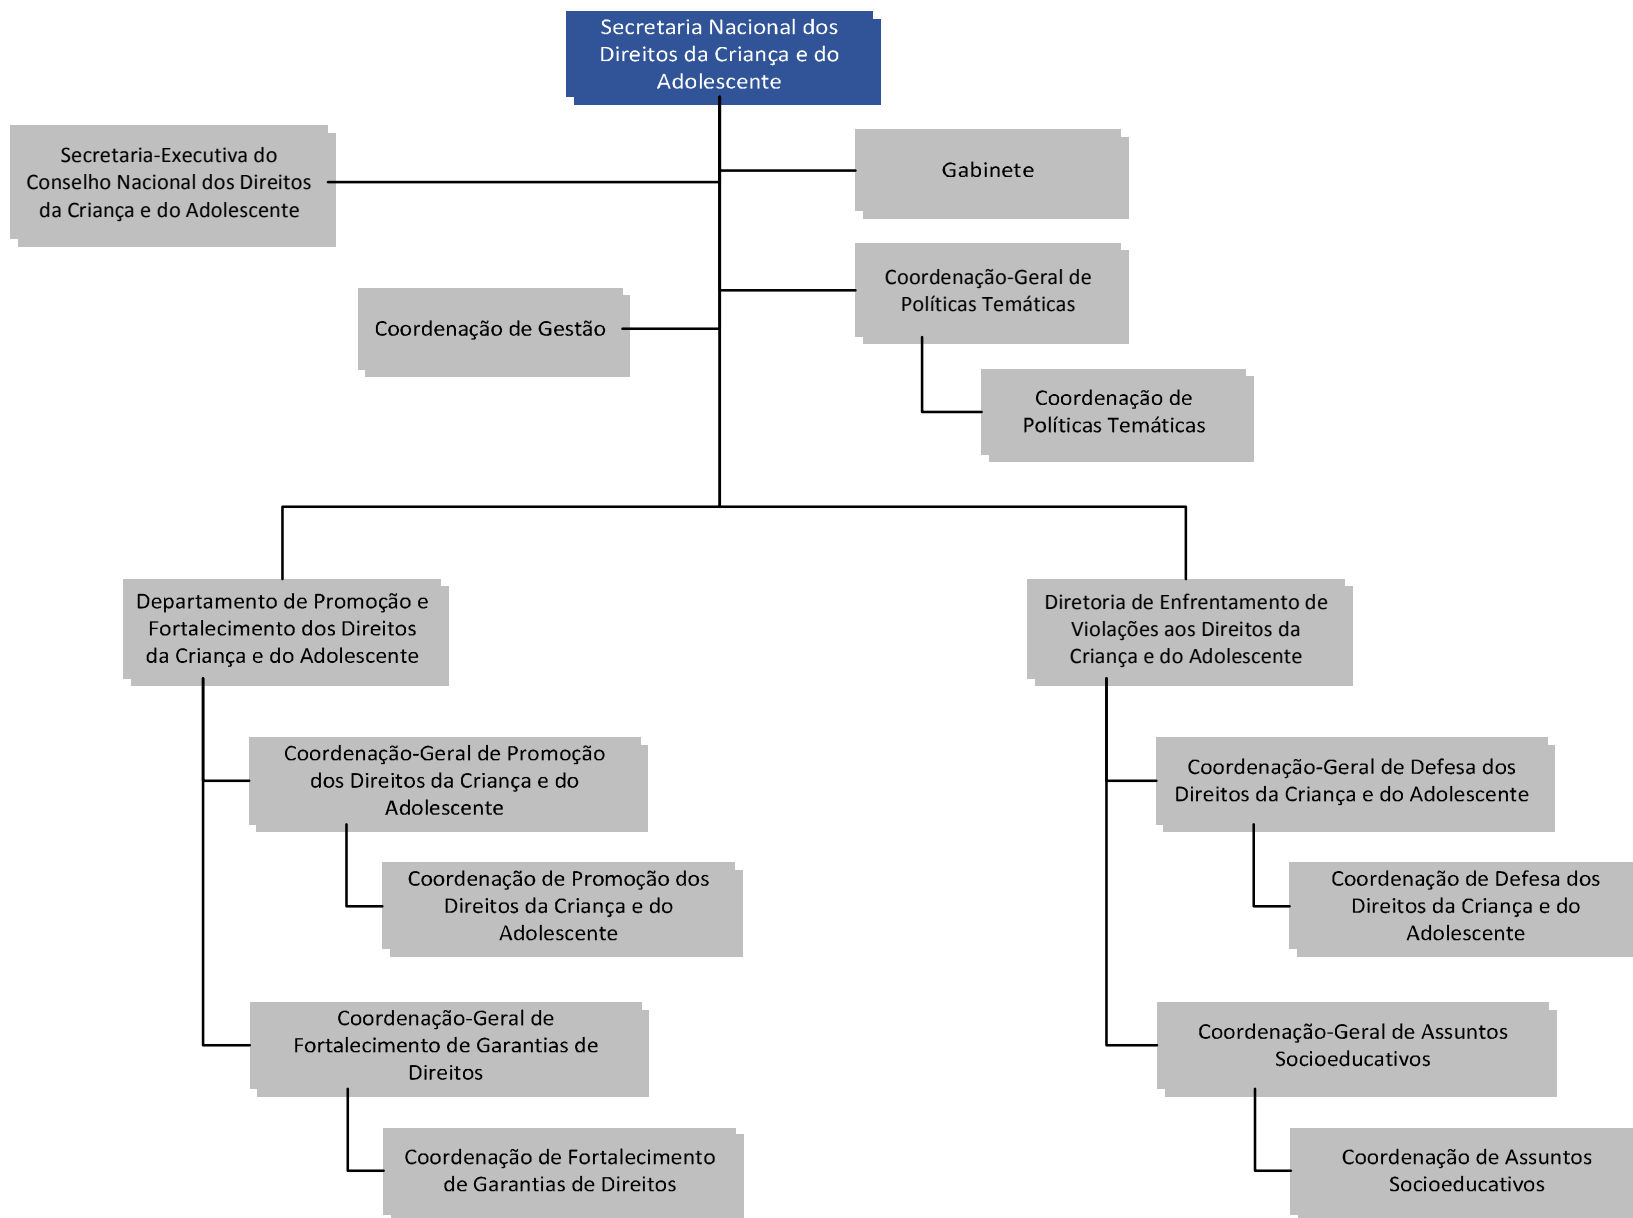 Secretaria Nacional dos
Direitos da Criança e do
Adolescente
Secretaria-Executiva do
Conselho Nacional dos Direitos
da Criança e do Adolescente
Gabinete
Coordenação-Geral de
Políticas Temáticas
Coordenação de Gestão
Coordenação de
Políticas Temáticas
Departamento de Promoção e
Fortalecimento dos Direitos
da Criança e do Adolescente
Diretoria de Enfrentamento de
Violações aos Direitos da
Criança e do Adolescente
Coordenação-Geral de Promoção
dos Direitos da Criança e do
Adolescente
Coordenação de Promoção dos
Direitos da Criança e do
Adolescente
Coordenação-Geral de
Fortalecimento de Garantias de
Direitos
Coordenação de Fortalecimento
de Garantias de Direitos
Coordenação-Geral de Defesa dos
Direitos da Criança e do Adolescente
Coordenação de Defesa dos
Direitos da Criança e do
Adolescente
Coordenação-Geral de Assuntos
Socioeducativos
Coordenação de Assuntos
Socioeducativos